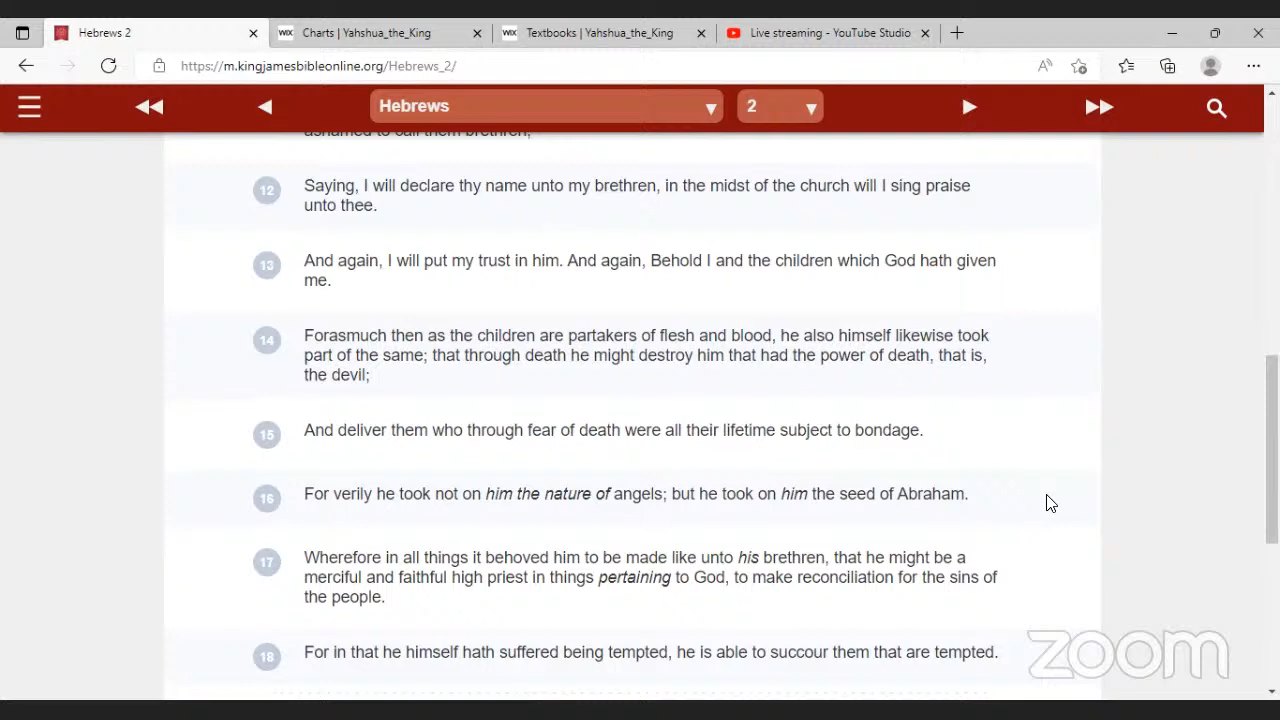 Hebrews 2
Charts | Yahshua_the_King
Textbooks | Yahshua_the_King
Live streaming - YouTube Studio
https://m.kingjamesbibleonline.org/Hebrews_2/
Hebrews
2
ashamed to call them brethren,
12 Saying, I will declare thy name unto my brethren, in the midst of the church will I sing praise
unto thee.
13 And again, I will put my trust in him. And again, Behold I and the children which God hath given
me.
14 Forasmuch then as the children are partakers of flesh and blood, he also himself likewise took
part of the same; that through death he might destroy him that had the power of death, that is,
the devil;
15 And deliver them who through fear of death were all their lifetime subject to bondage.
16 For verily he took not on him the nature of angels; but he took on him the seed of Abraham.
17 Wherefore in all things it behoved him to be made like unto his brethren, that he might be a
merciful and faithful high priest in things pertaining to God, to make reconciliation for the sins of
the people.
18 For in that he himself hath suffered being tempted, he is able to succour them that are tempted.
zoom